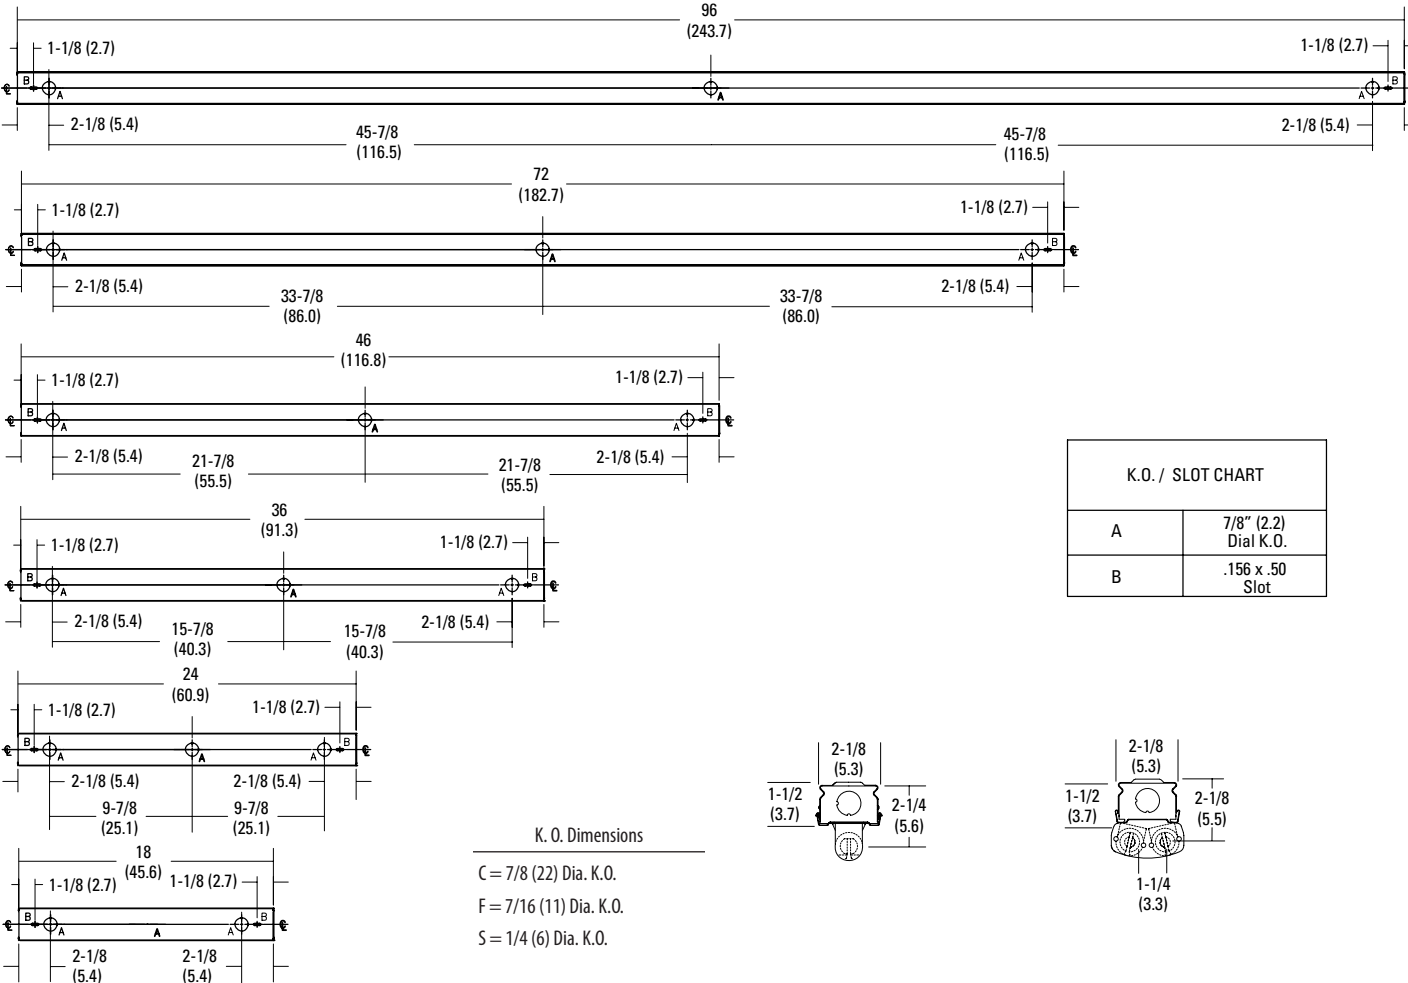 96
(243.7)
1-1/8 (2.7)
1-1/8 (2.7)
B
B
℄
A
A
A
2-1/8 (5.4)
2-1/8 (5.4)
45-7/8
(116.5)
45-7/8
(116.5)
72
(182.7)
1-1/8 (2.7)
1-1/8 (2.7)
B
B
℄
℄
A
A
A
2-1/8 (5.4)
2-1/8 (5.4)
33-7/8
(86.0)
33-7/8
(86.0)
46
(116.8)
1-1/8 (2.7)
1-1/8 (2.7)
B
B
℄
℄
A
A
A
2-1/8 (5.4)
2-1/8 (5.4)
21-7/8
(55.5)
21-7/8
(55.5)
36
(91.3)
1-1/8 (2.7)
1-1/8 (2.7)
B
B
℄
℄
A
A
A
2-1/8 (5.4)
2-1/8 (5.4)
15-7/8
(40.3)
15-7/8
(40.3)
24
(60.9)
1-1/8 (2.7)
1-1/8 (2.7)
B
B
℄
℄
A
A
A
2-1/8 (5.4)
2-1/8 (5.4)
9-7/8
(25.1)
9-7/8
(25.1)
18
(45.6)
1-1/8 (2.7)
1-1/8 (2.7)
B
B
℄
℄
A
A
A
2-1/8
(5.4)
2-1/8
(5.4)
K.O. / SLOT CHART
A 7/8" (2.2)
Dial K.O.
B .156 x .50
Slot
K. O. Dimensions
C = 7/8 (22) Dia. K.O.
F = 7/16 (11) Dia. K.O.
S = 1/4 (6) Dia. K.O.
2-1/8
(5.3)
1-1/2
(3.7)
2-1/4
(5.6)
2-1/8
(5.3)
1-1/2
(3.7)
2-1/8
(5.5)
1-1/4
(3.3)